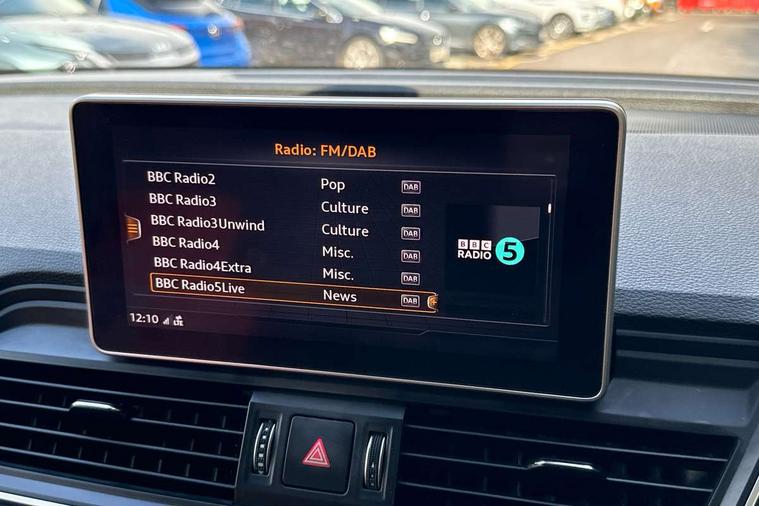 Radio: FM/DAB
BBC Radio2 Pop DAB
BBC Radio3 Culture DAB
BBC Radio3Unwind Culture DAB
BBC Radio4 Misc. DAB
BBC Radio4Extra Misc. DAB
BBC Radio5Live News DAB
BBC
RADIO 5
12:10 LTE